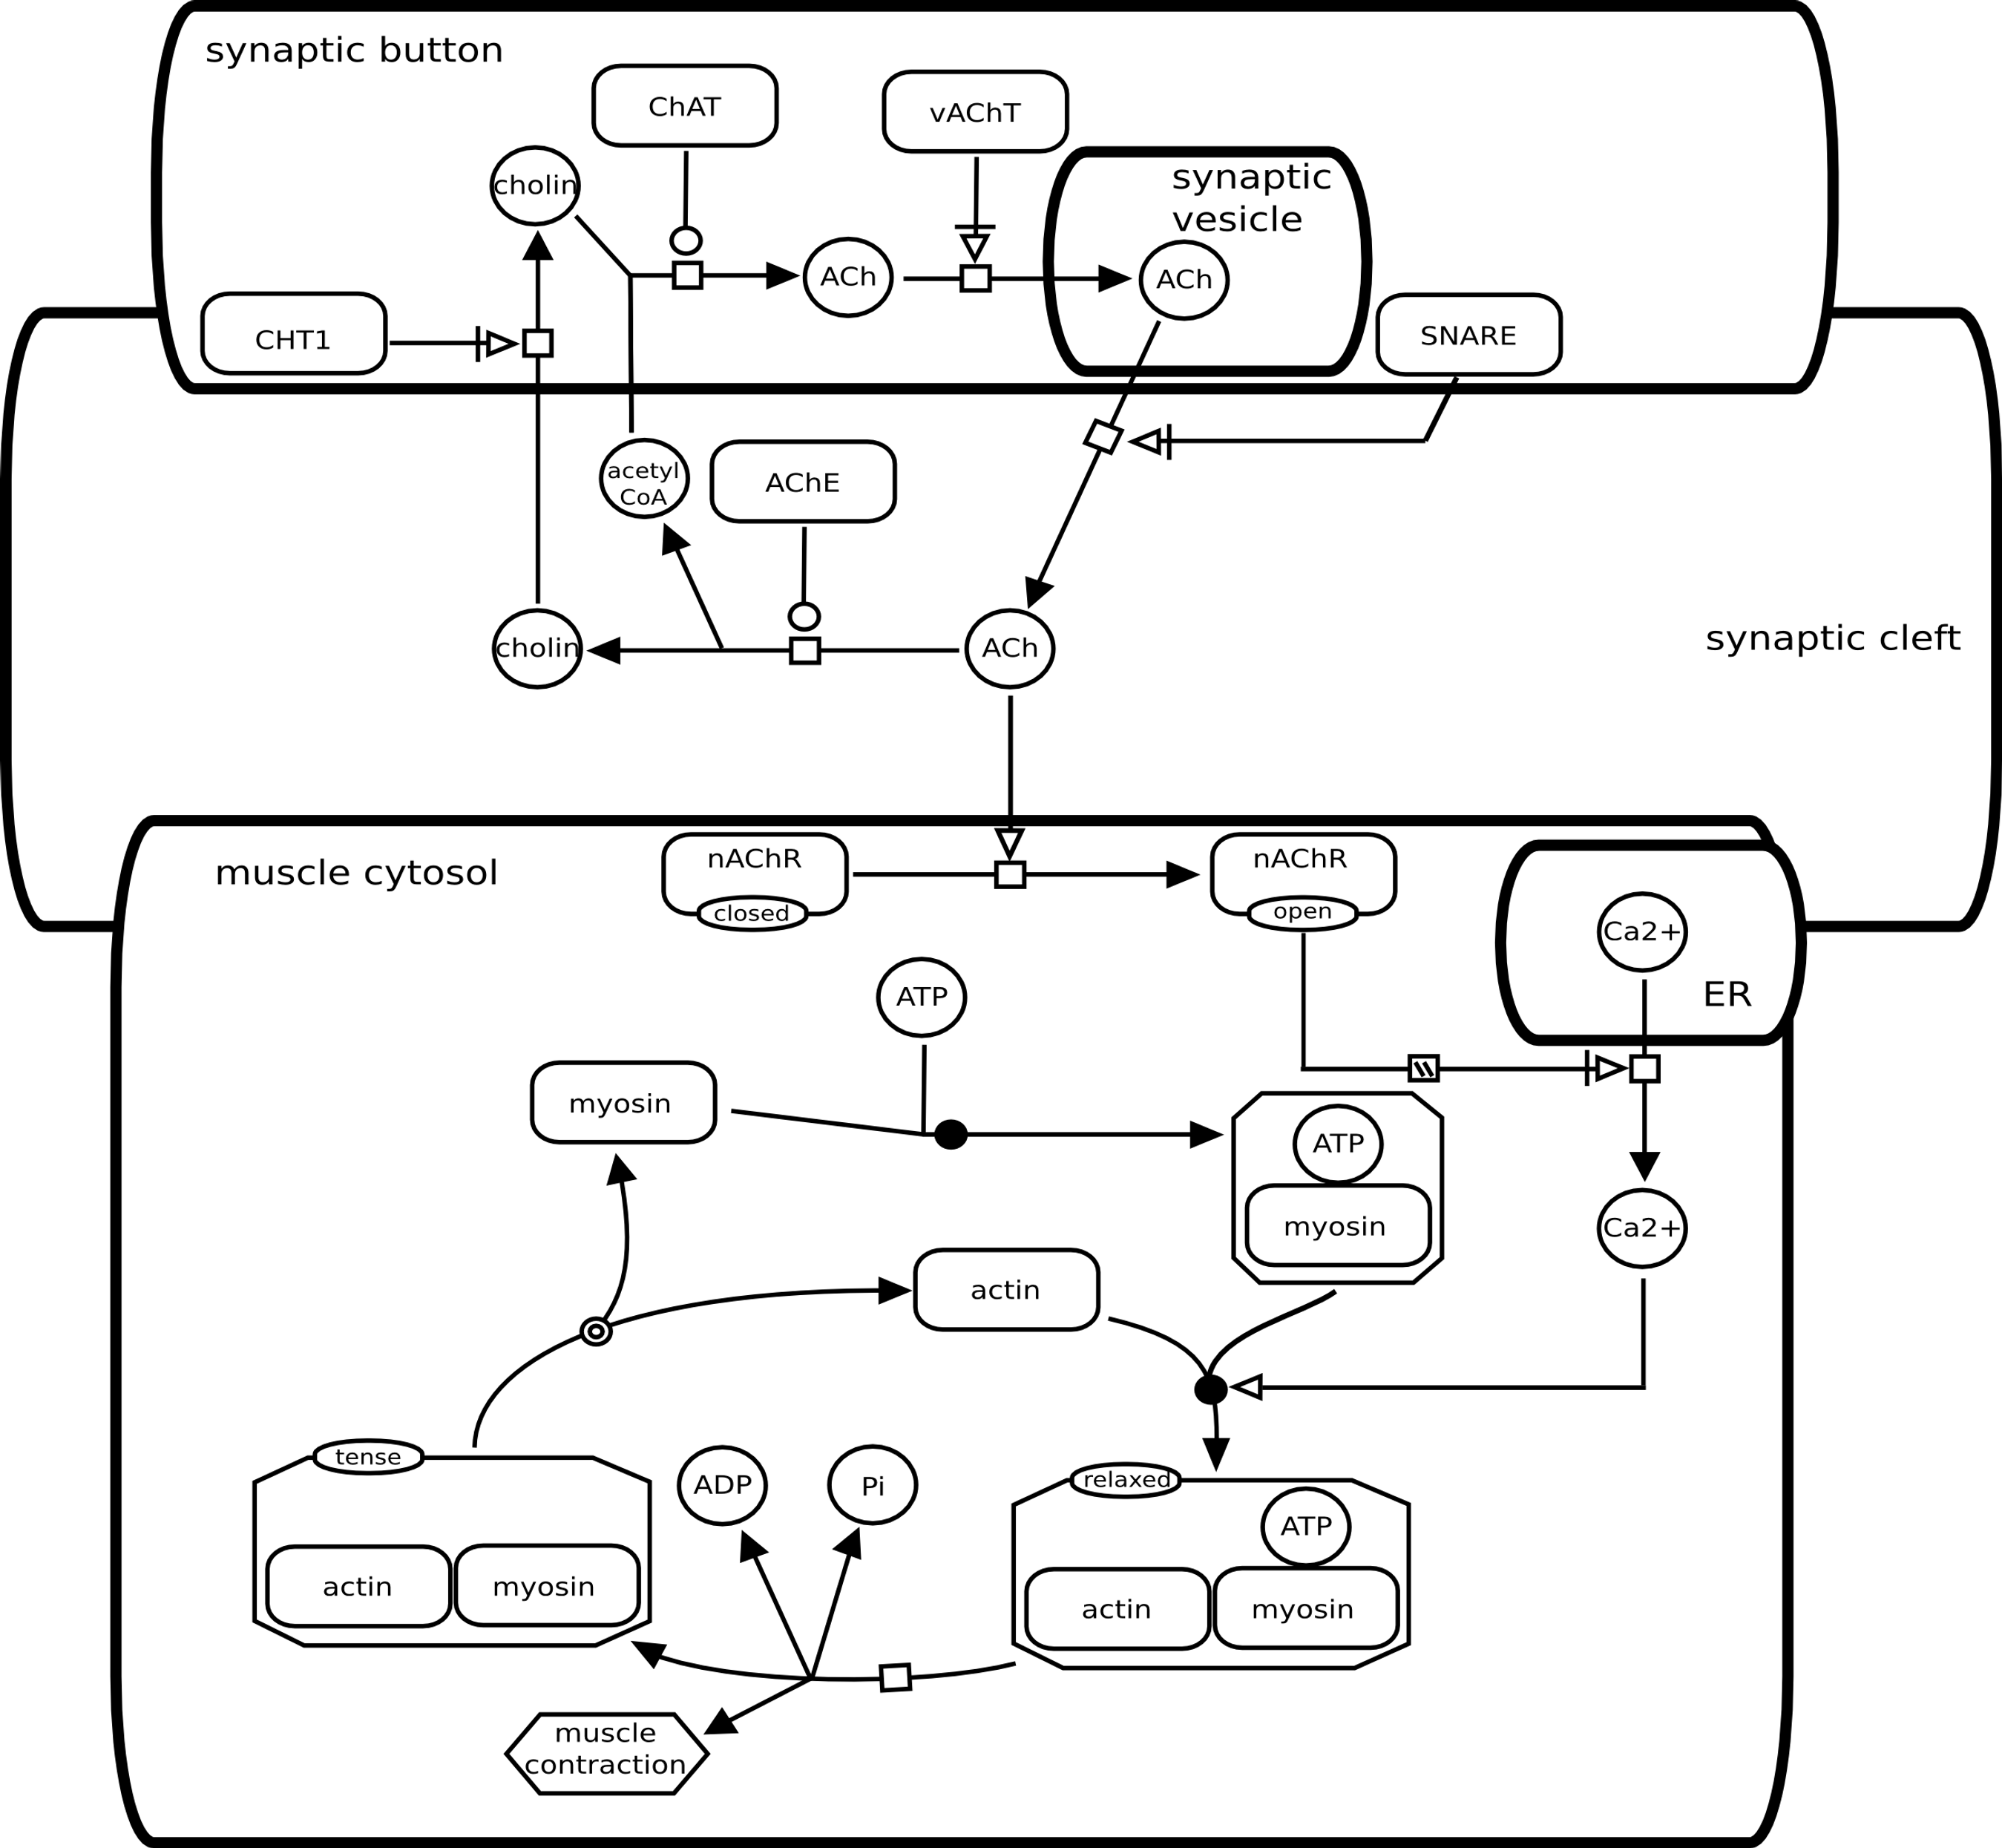 synaptic button
ChAT
vAChT
synaptic
vesicle
cholin
ACh
ACh
CHT1
SNARE
acetyl
CoA
AChE
cholin
ACh
synaptic cleft
muscle cytosol
nAChR
closed
nAChR
open
Ca2+
ER
ATP
myosin
ATP
myosin
Ca2+
actin
tense
actin
myosin
ADP
Pi
relaxed
ATP
actin
myosin
muscle
contraction